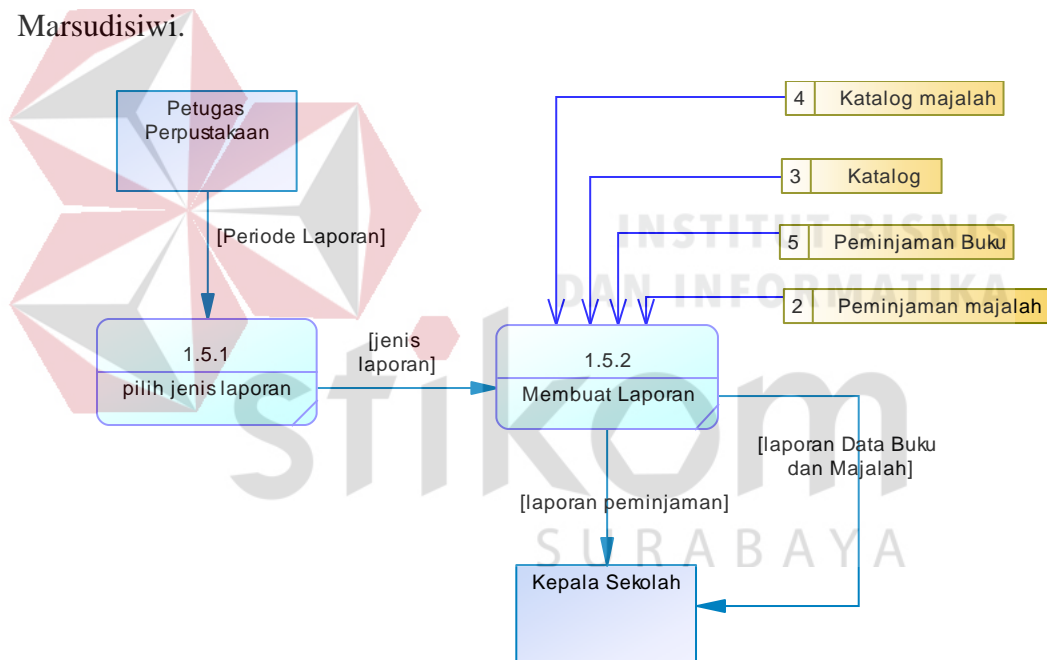 Marsudisiwi.
Petugas
Perpustakaan
4 Katalog majalah
3 Katalog
[Periode Laporan]
INSTITUT BISNIS
5 Peminjaman Buku
DAN INFORMATIKA
2 Peminjaman majalah
1.5.1
pilih jenis laporan
[jenis
laporan]
1.5.2
Membuat Laporan
stikom
[laporan Data Buku
dan Majalah]
[laporan peminjaman]
SURABAYA
Kepala Sekolah